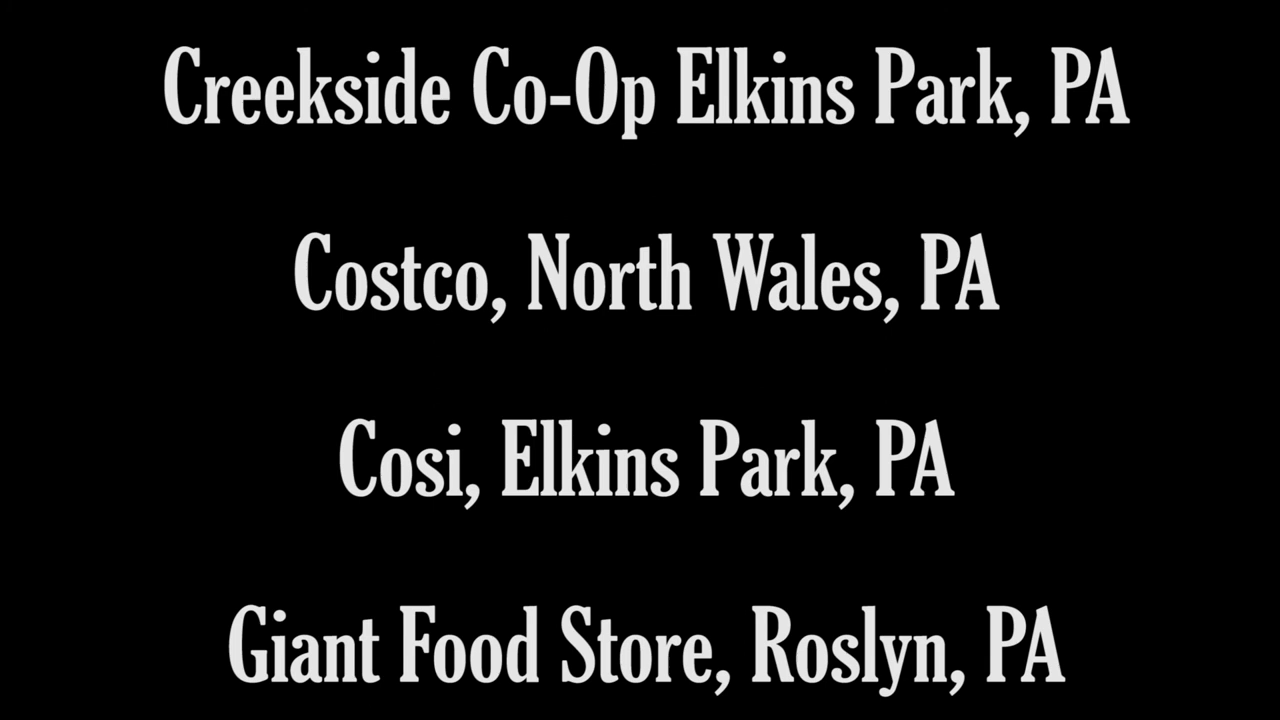 Creekside Co-Op Elkins Park, PA
Costco, North Wales, PA
Cosi, Elkins Park, PA
Giant Food Store, Roslyn, PA